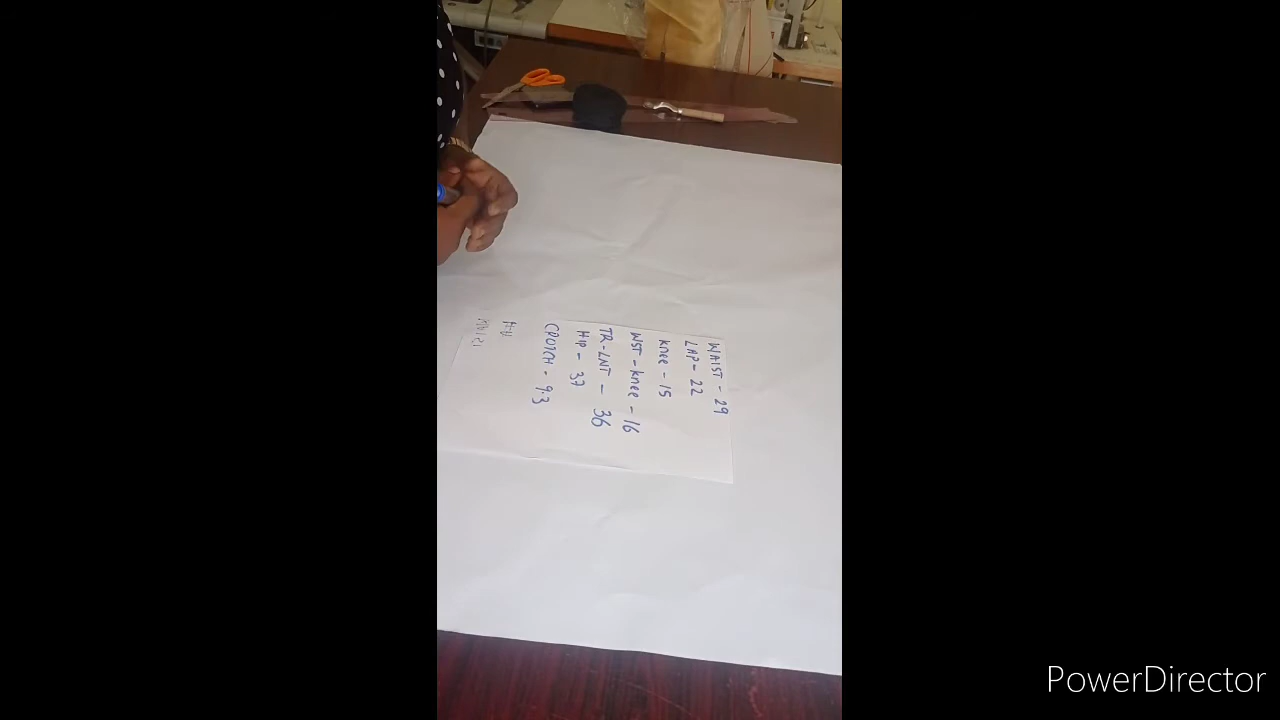 WAIST - 29
LAP - 22
Knee - 15
WST - Knee - 16
TR-LNT - 36
HIP - 37
CROTCH - 9.3
PowerDirector